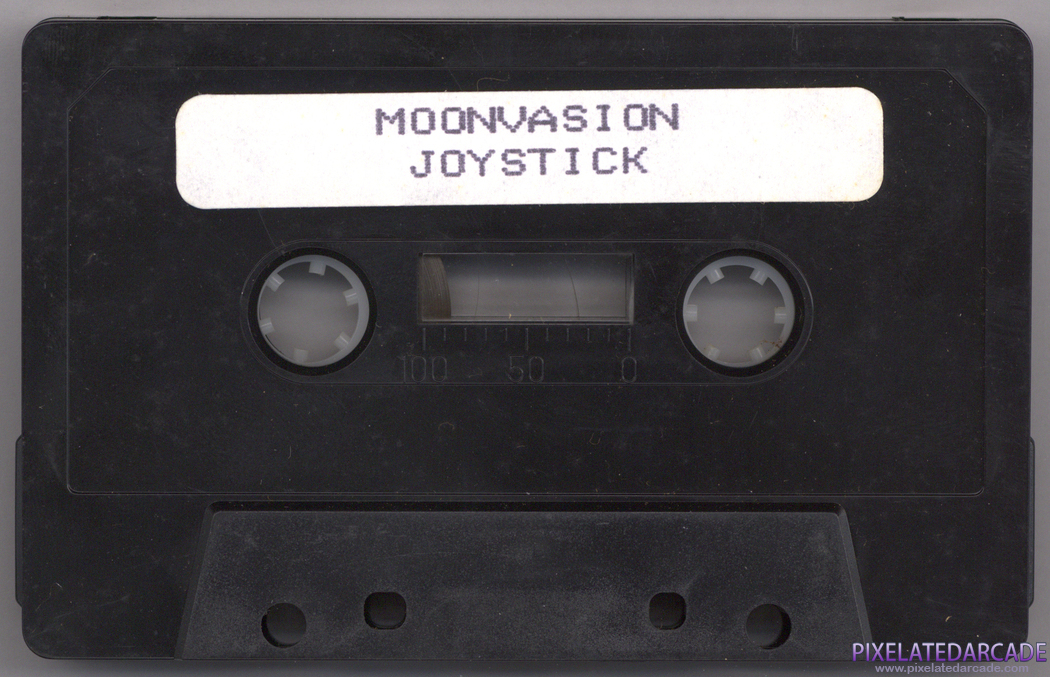 MOONVASION
JOYSTICK
100 50 0
PIXELATEDARCADE
www.pixelatedarcade.com